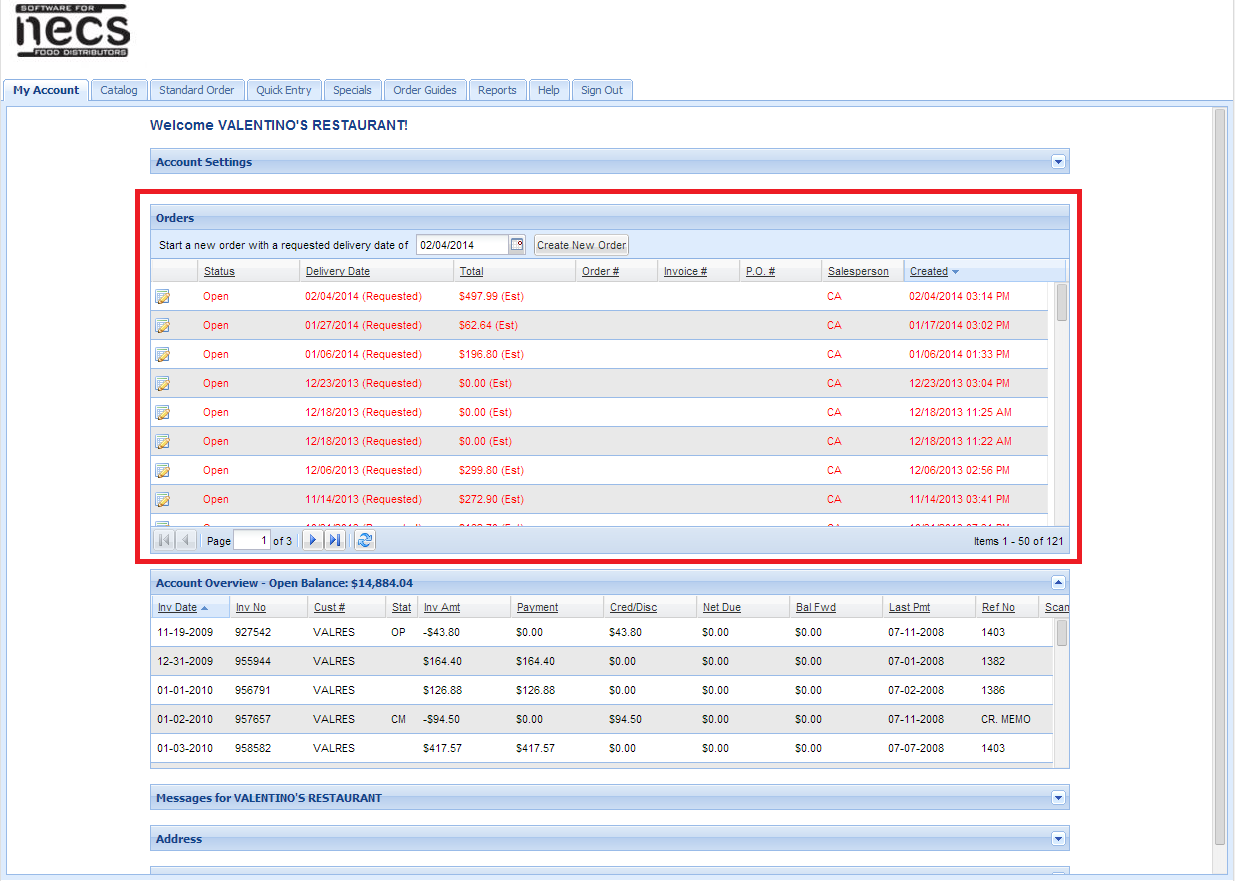 SOFTWARE FOR
necs
FOOD DISTRIBUTORS
My Account Catalog Standard Order Quick Entry Specials Order Guides Reports Help Sign Out
Welcome VALENTINO'S RESTAURANT!
Account Settings
Orders
Start a new order with a requested delivery date of 02/04/2014 Create New Order
Status Delivery Date Total Order # Invoice # P.O. # Salesperson Created
Open 02/04/2014 (Requested) $497.99 (Est) CA 02/04/2014 03:14 PM
Open 01/27/2014 (Requested) $62.64 (Est) CA 01/17/2014 03:02 PM
Open 01/06/2014 (Requested) $196.80 (Est) CA 01/06/2014 01:33 PM
Open 12/23/2013 (Requested) $0.00 (Est) CA 12/23/2013 03:04 PM
Open 12/18/2013 (Requested) $0.00 (Est) CA 12/18/2013 11:25 AM
Open 12/18/2013 (Requested) $0.00 (Est) CA 12/18/2013 11:22 AM
Open 12/06/2013 (Requested) $299.80 (Est) CA 12/06/2013 02:56 PM
Open 11/14/2013 (Requested) $272.90 (Est) CA 11/14/2013 03:41 PM
Page 1 of 3 Items 1 - 50 of 121
Account Overview - Open Balance: $14,884.04
Inv Date Inv No Cust # Stat Inv Amt Payment Cred/Disc Net Due Bal Fwd Last Pmt Ref No Scan
11-19-2009 927542 VALRES OP -$43.80 $0.00 $43.80 $0.00 $0.00 07-11-2008 1403
12-31-2009 955944 VALRES $164.40 $164.40 $0.00 $0.00 $0.00 07-01-2008 1382
01-01-2010 956791 VALRES $126.88 $126.88 $0.00 $0.00 $0.00 07-02-2008 1386
01-02-2010 957657 VALRES CM -$94.50 $0.00 $94.50 $0.00 $0.00 07-11-2008 CR. MEMO
01-03-2010 958582 VALRES $417.57 $417.57 $0.00 $0.00 $0.00 07-07-2008 1403
Messages for VALENTINO'S RESTAURANT
Address